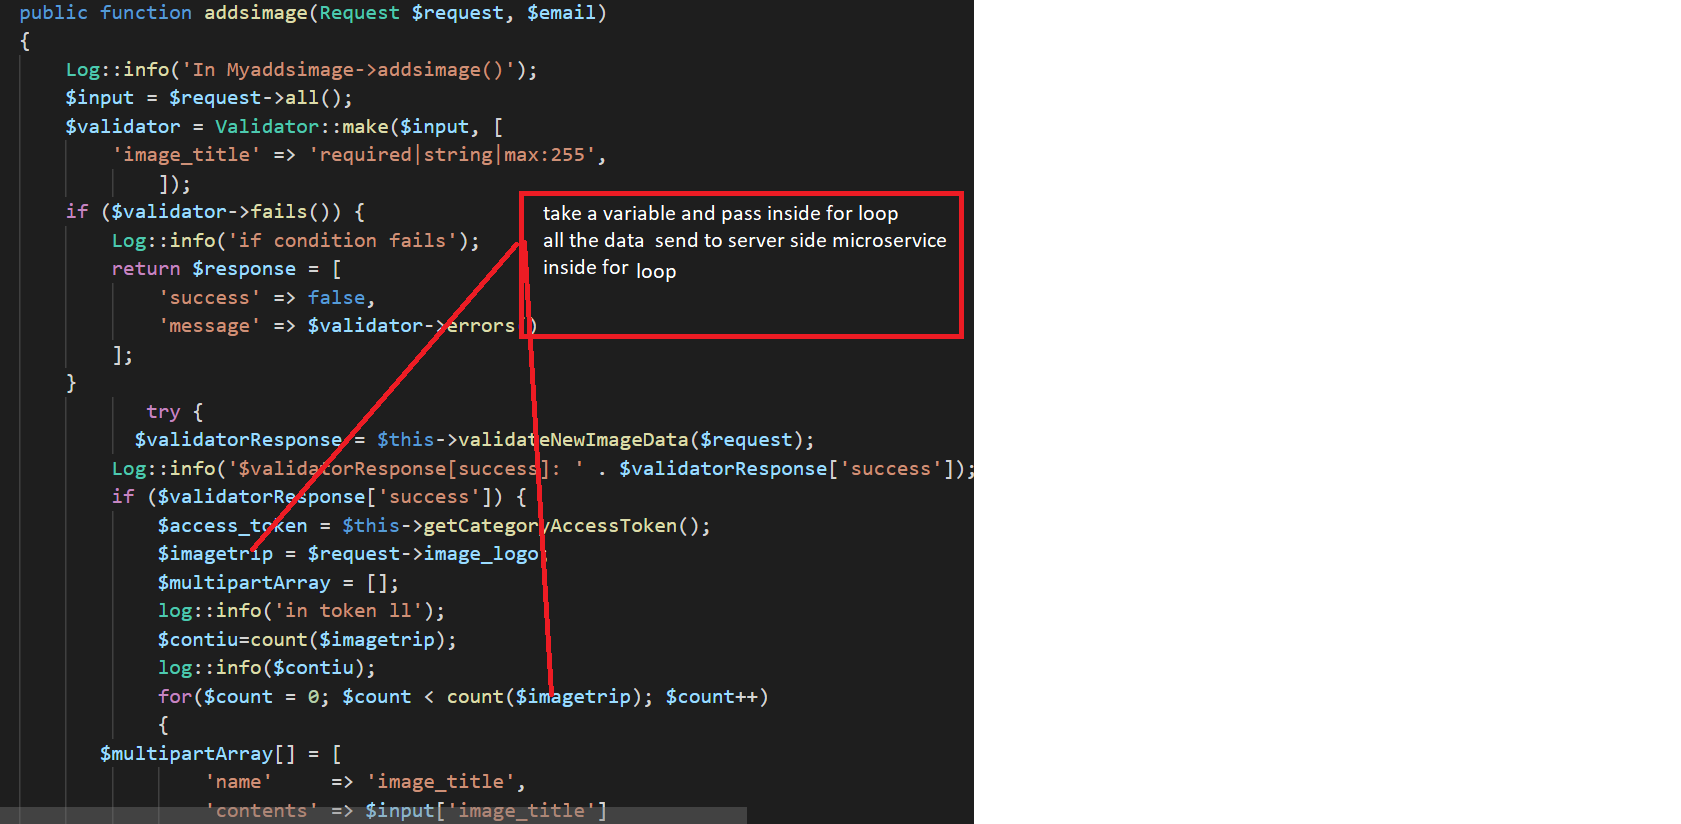 public function addsimage(Request $request, $email)
{
Log::info('In Myaddsimage->addsimage()');
$input = $request->all();
$validator = Validator::make($input, [
'image_title' => 'required|string|max:255',
]);
if ($validator->fails()) {
Log::info('if condition fails');
return $response = [
'success' => false,
'message' => $validator->errors )
];
}
take a variable and pass inside for loop
all the data send to server side microservice
inside for loop
try {
$validatorResponse = $this->validateNewImageData($request);
Log::info('$validatorResponse[success]: ' . $validatorResponse['success']);
if ($validatorResponse['success']) {
$access_token = $this->getCategoryAccessToken();
$imagetrip = $request->image_logo;
$multipartArray = [];
log::info('in token ll');
$contiu=count($imagetrip);
log::info($contiu);
for($count = 0; $count < count($imagetrip); $count++)
{
$multipartArray[] = [
'name' => 'image_title',
'contents' => $input['image_title']